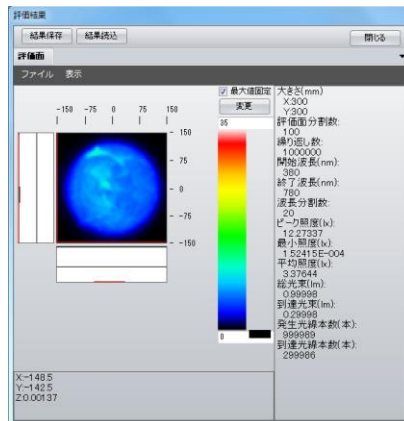 評価結果
結果保存 結果読込 閉じる
評価面
ファイル 表示
-150 -75 0 75 150
150
75
0
-75
-150
最大値固定
変更
35
0
大きさ(mm)
X:300
Y:300
評価面分割数:
100
繰り返し数:
1000000
開始波長(nm):
380
終了波長(nm):
780
波長分割数:
20
ピーク照度(lx):
12.27337
最小照度(lx):
1.52415E-004
平均照度(lx):
3.37644
総光束(lm):
0.99998
到達光束(lm):
0.29998
発生光線本数(本):
999989
到達光線本数(本):
299986
X:-148.5
Y:-142.5
Z:0.00137